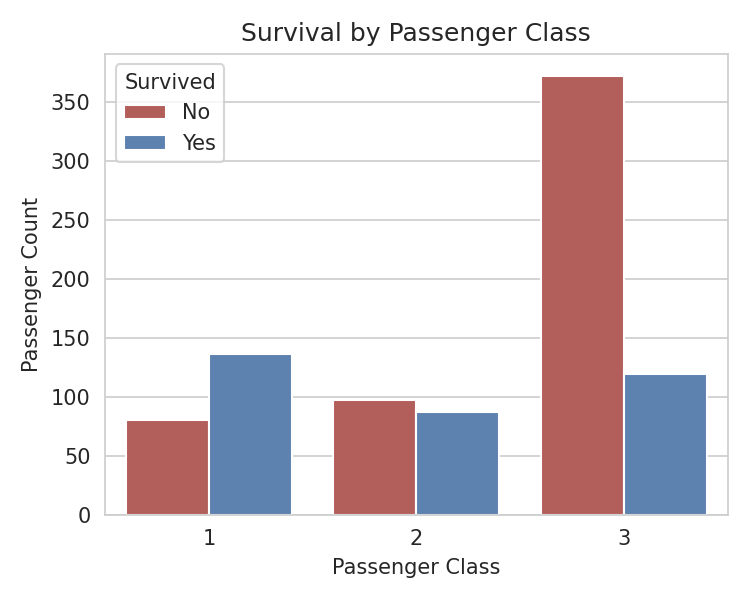 Survival by Passenger Class
Survived
No
Yes
350
300
250
200
150
100
50
0
Passenger Count
1 2 3
Passenger Class